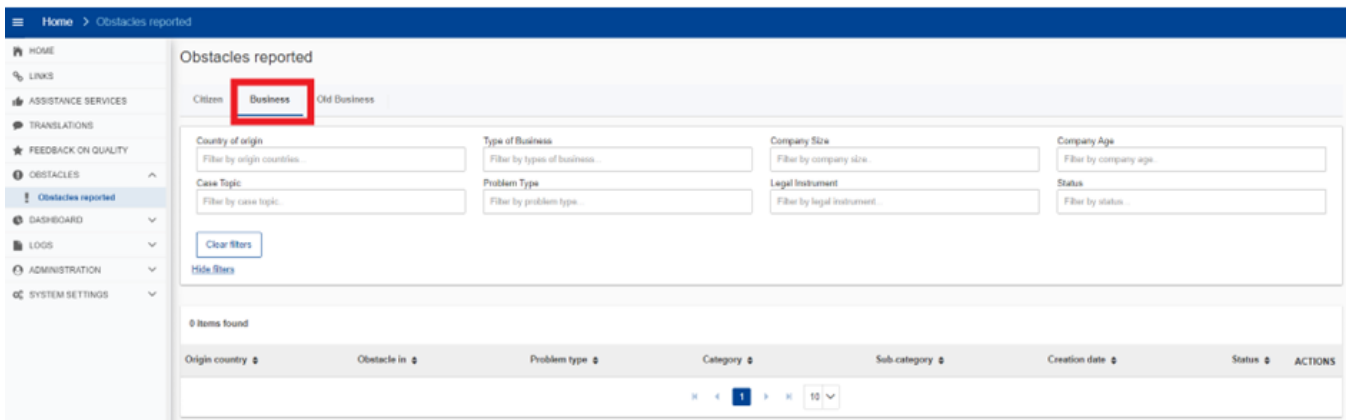 Home > Obstacles reported
HOME
LINKS
ASSISTANCE SERVICES
TRANSLATIONS
FEEDBACK ON QUALITY
OBSTACLES
Obstacles reported
DASHBOARD
LOGS
ADMINISTRATION
SYSTEM SETTINGS
Obstacles reported
Citizen Business Old Business
Country of origin Type of Business Company Size Company Age
Filter by origin countries... Filter by types of business... Filter by company size.. Filter by company age..
Case Topic Problem Type Legal Instrument Status
Filter by case topic.. Filter by problem type... Filter by legal instrument... Filter by status...
Clear filters
Hide filters
0 Items found
Origin country Obstacle in Problem type Category Sub-category Creation date Status ACTIONS
1 10